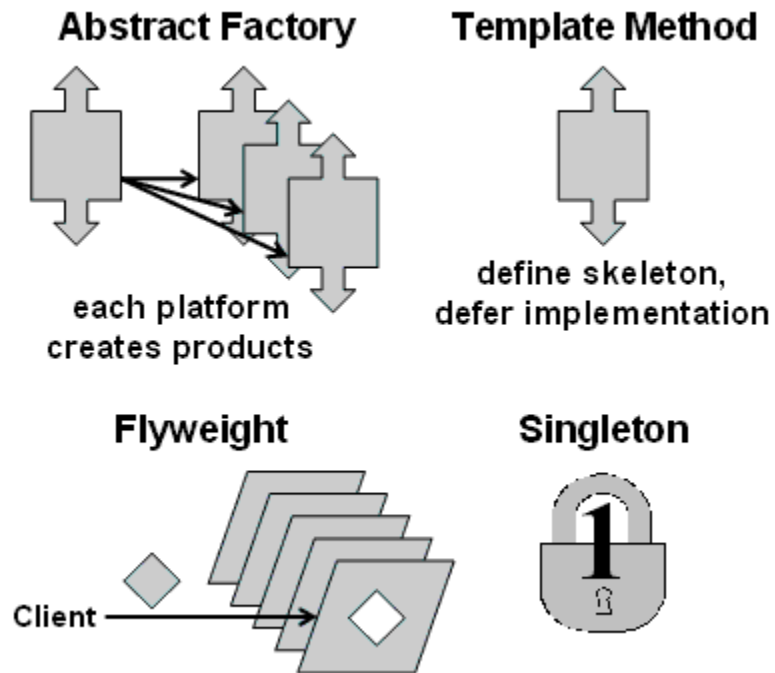 Abstract Factory
Template Method
each platform
creates products
define skeleton,
defer implementation
Flyweight
Singleton
1
Client